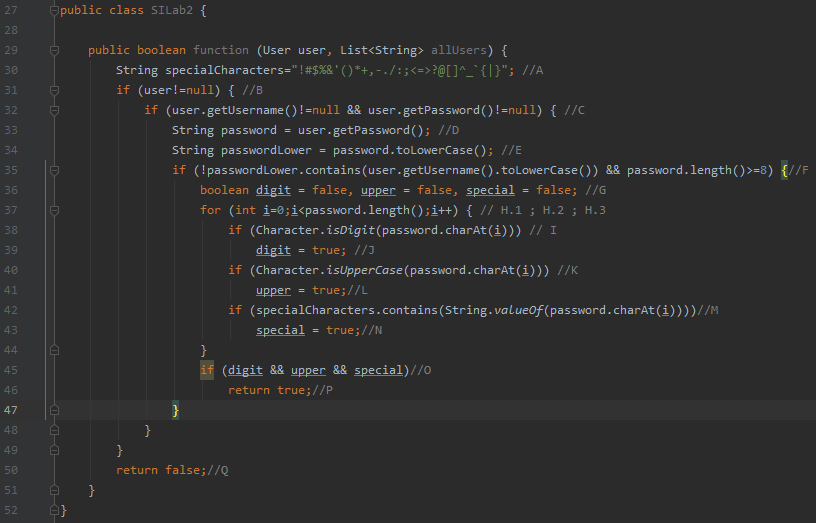 27 public class SILab2 {
28
29 public boolean function (User user, List<String> allUsers) {
30 String specialCharacters="!#$%&'()*+,-./:;<=>?@[]^_`{|}"; //A
31 if (user!=null) { //B
32 if (user.getUsername()!=null && user.getPassword()!=null) { //C
33 String password = user.getPassword(); //D
34 String passwordLower = password.toLowerCase(); //E
35 if (!passwordLower.contains(user.getUsername().toLowerCase()) && password.length()>=8) {//F
36 boolean digit = false, upper = false, special = false; //G
37 for (int i=0;i<password.length();i++) { // H.1 ; H.2 ; H.3
38 if (Character.isDigit(password.charAt(i))) // I
39 digit = true; //J
40 if (Character.isUpperCase(password.charAt(i))) //K
41 upper = true;//L
42 if (specialCharacters.contains(String.valueOf(password.charAt(i))))//M
43 special = true;//N
44 }
45 if (digit && upper && special)//O
46 return true;//P
47 }
48 }
49 }
50 return false;//Q
51 }
52 }